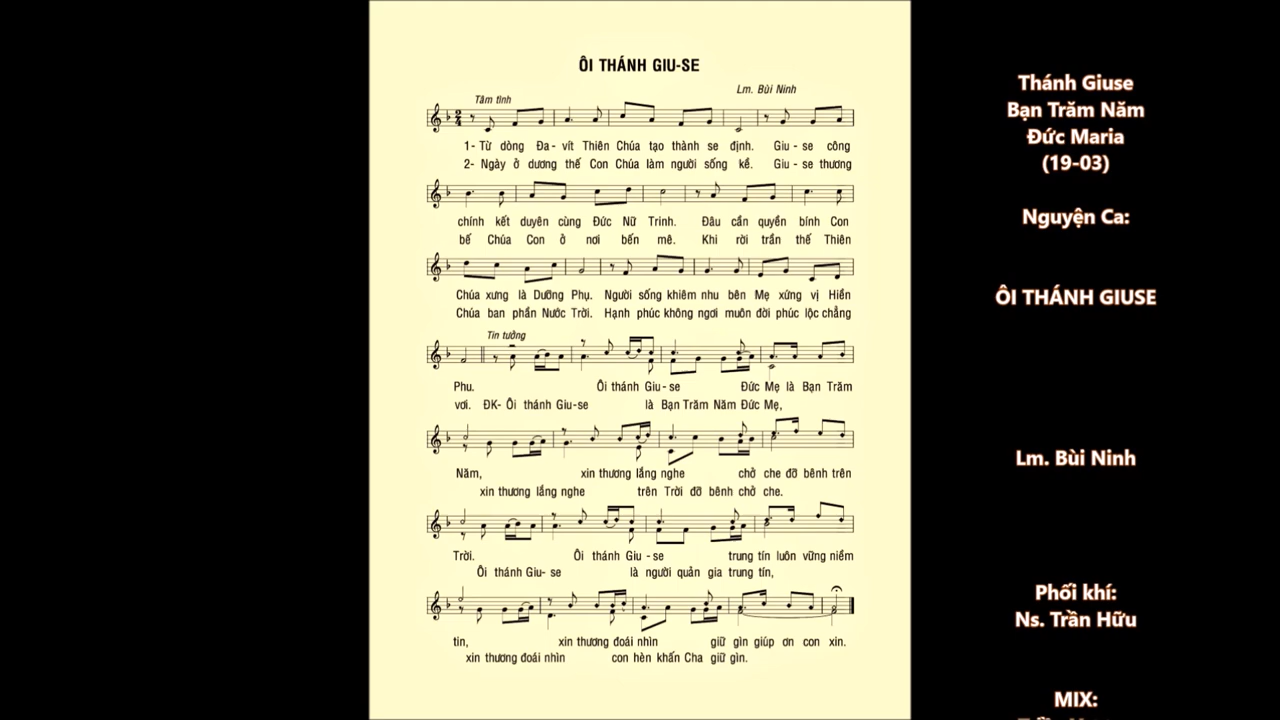 ÔI THÁNH GIU-SE
Lm. Bùi Ninh
Tâm tình
1- Từ dòng Đa- vít Thiên Chúa tạo thành se định. Giu - se công
2- Ngày ở dương thế Con Chúa làm người sống kề. Giu - se thương
chính kết duyên cùng Đức Nữ Trinh. Đâu cần quyền bính Con
bế Chúa Con ở nơi bến mê. Khi rời trần thế Thiên
Chúa xưng là Dưỡng Phụ. Người sống khiêm nhu bên Mẹ xứng vị Hiền
Chúa ban phần Nước Trời. Hạnh phúc không ngơi muôn đời phúc lộc chẳng
Tin tưởng
Phu. Ôi thánh Giu - se Đức Mẹ là Bạn Trăm
vơi. ĐK- Ôi thánh Giu- se là Bạn Trăm Năm Đức Mẹ,
Năm, xin thương lắng nghe chở che đỡ bênh trên
xin thương lắng nghe trên Trời đỡ bênh chở che.
Trời. Ôi thánh Giu - se trung tín luôn vững niềm
Ôi thánh Giu- se là người quản gia trung tín,
tin, xin thương đoái nhìn giữ gìn giúp ơn con xin.
xin thương đoái nhìn con hèn khấn Cha giữ gìn.
Thánh Giuse
Bạn Trăm Năm
Đức Maria
(19-03)
Nguyện Ca:
ÔI THÁNH GIUSE
Lm. Bùi Ninh
Phối khí:
Ns. Trần Hữu
MIX: